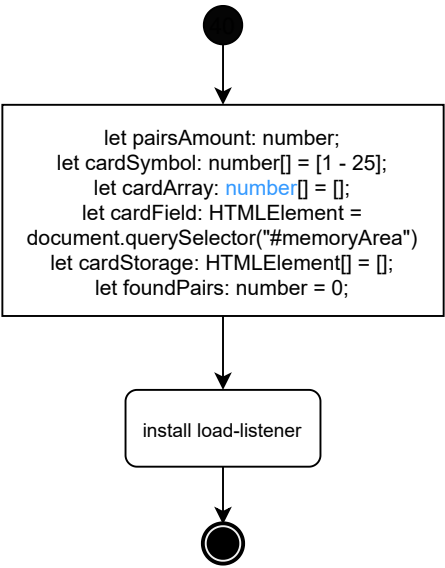 let pairsAmount: number;
let cardSymbol: number[] = [1 - 25];
let cardArray: number[] = [];
let cardField: HTMLElement =
document.querySelector("#memoryArea")
let cardStorage: HTMLElement[] = [];
let foundPairs: number = 0;
install load-listener